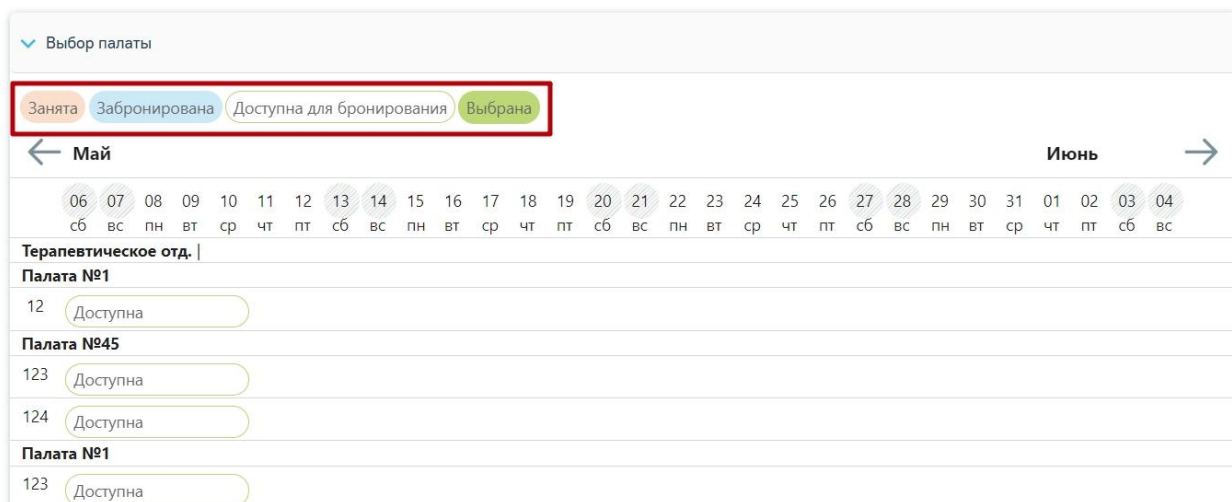 Выбор палаты
Занята Забронирована Доступна для бронирования Выбрана
Май Июнь
06 07 08 09 10 11 12 13 14 15 16 17 18 19 20 21 22 23 24 25 26 27 28 29 30 31 01 02 03 04
сб вс пн вт ср чт пт сб вс пн вт ср чт пт сб вс пн вт ср чт пт сб вс пн вт ср чт пт сб вс
Терапевтическое отд. |
Палата №1
12 Доступна
Палата №45
123 Доступна
124 Доступна
Палата №1
123 Доступна